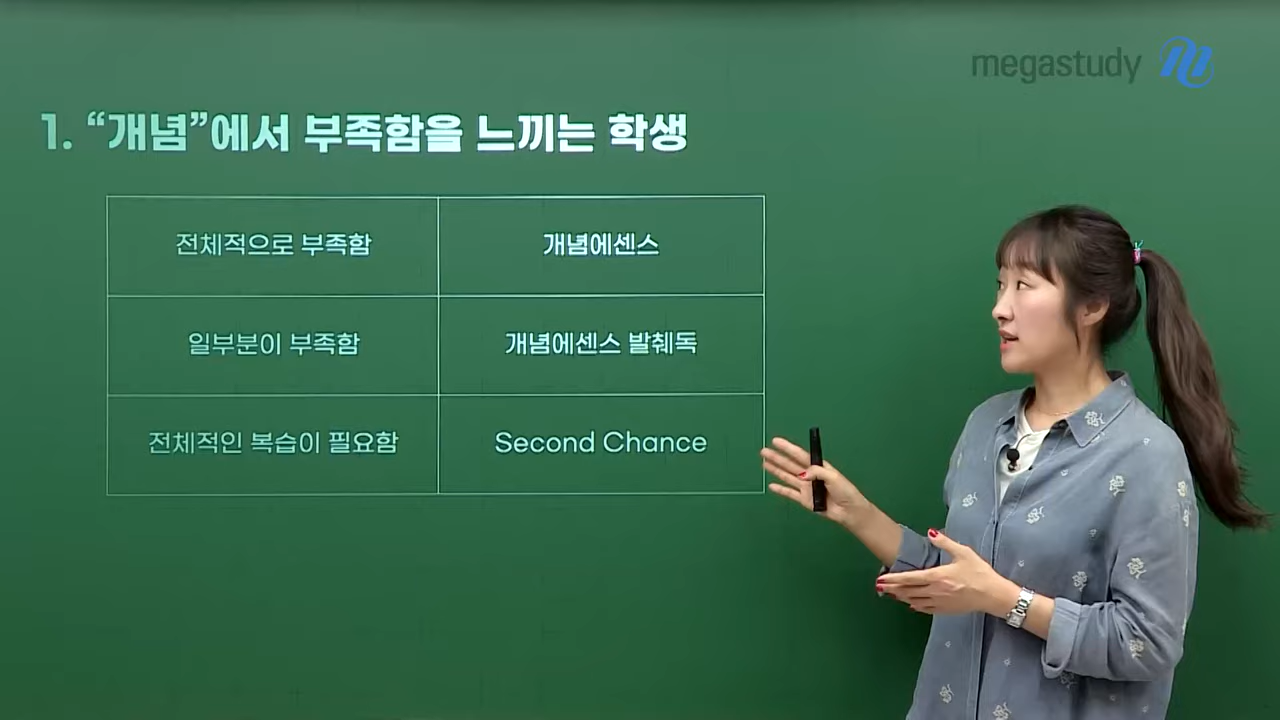 megastudy
1. “개념”에서 부족함을 느끼는 학생
전체적으로 부족함 개념에센스
일부분이 부족함 개념에센스 발췌독
전체적인 복습이 필요함 Second Chance